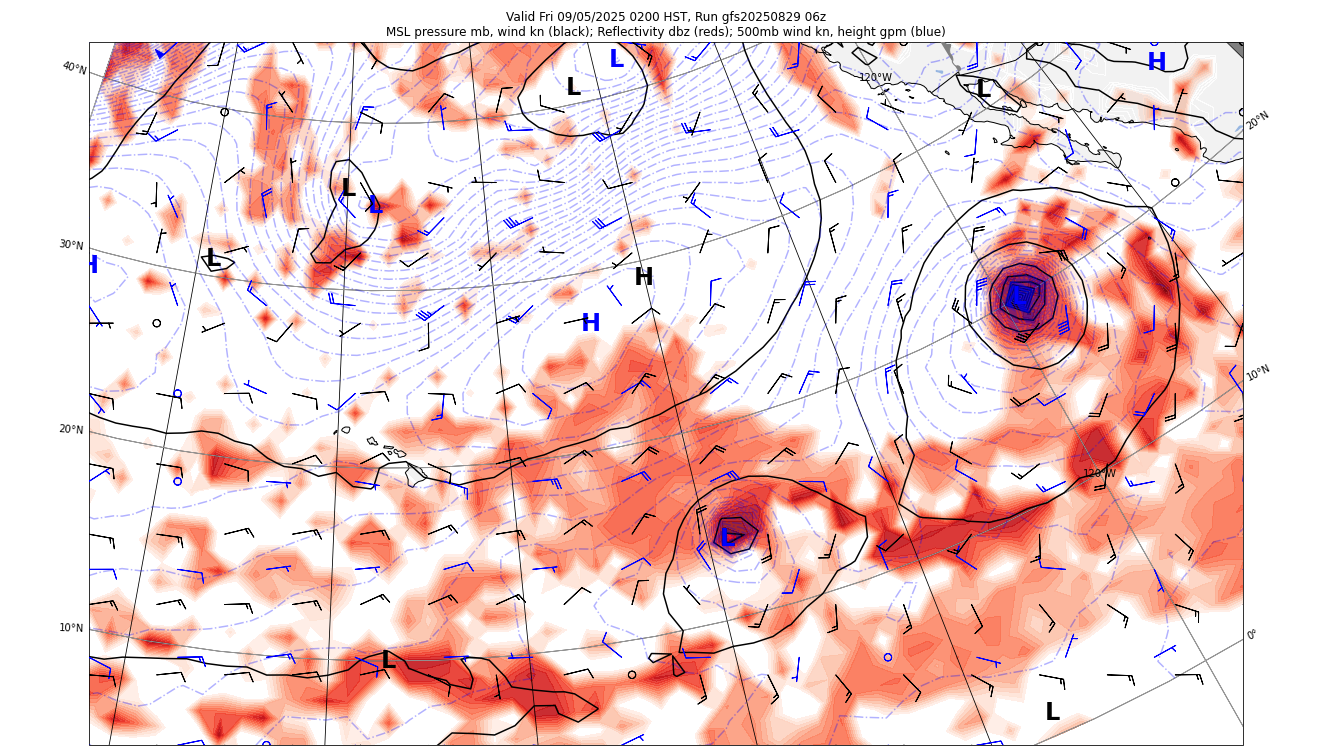 Valid Fri 09/05/2025 0200 HST, Run gfs20250829 06z
MSL pressure mb, wind kn (black); Reflectivity dbz (reds); 500mb wind kn, height gpm (blue)
L
H
40°N
120°W
L
L
20°N
L
L
30°N
L
H
H
H
10°N
20°N
120°W
L
10°N
0°
L
L